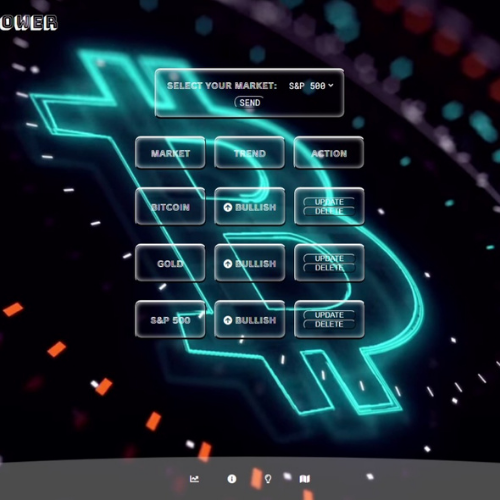 OWER
SELECT YOUR MARKET: S&P 500
SEND
MARKET TREND ACTION
BITCOIN BULLISH UPDATE
DELETE
GOLD BULLISH UPDATE
DELETE
S&P 500 BULLISH UPDATE
DELETE